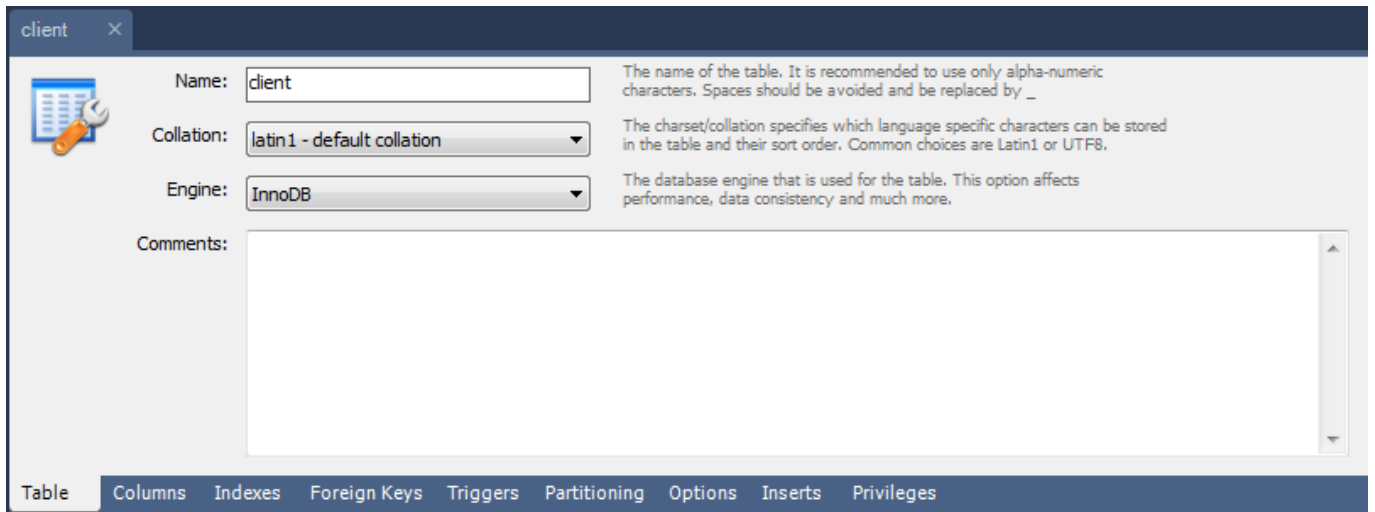 client ×
Name: client
The name of the table. It is recommended to use only alpha-numeric
characters. Spaces should be avoided and be replaced by _
Collation: latin1 - default collation
The charset/collation specifies which language specific characters can be stored
in the table and their sort order. Common choices are Latin1 or UTF8.
Engine: InnoDB
The database engine that is used for the table. This option affects
performance, data consistency and much more.
Comments:
Table Columns Indexes Foreign Keys Triggers Partitioning Options Inserts Privileges